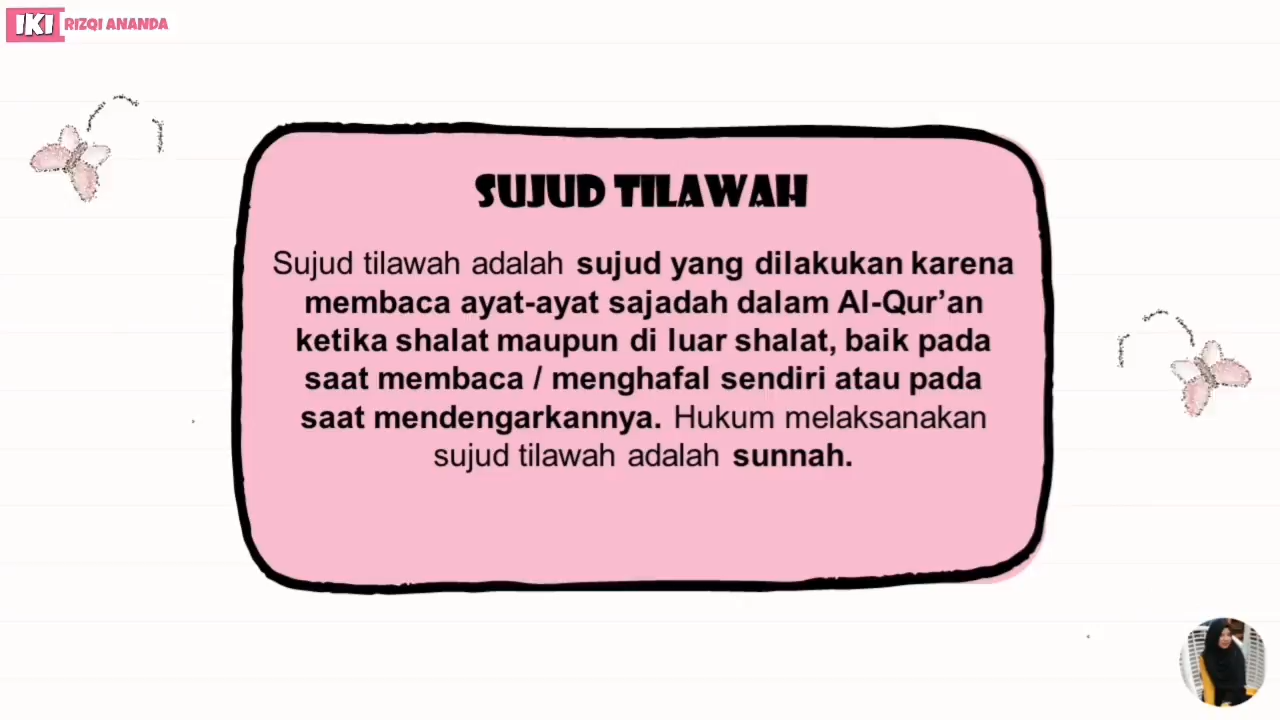 IKI RIZQI ANANDA
SUJUD TILAWAH
Sujud tilawah adalah sujud yang dilakukan karena
membaca ayat-ayat sajadah dalam Al-Qur’an
ketika shalat maupun di luar shalat, baik pada
saat membaca / menghafal sendiri atau pada
saat mendengarkannya. Hukum melaksanakan
sujud tilawah adalah sunnah.